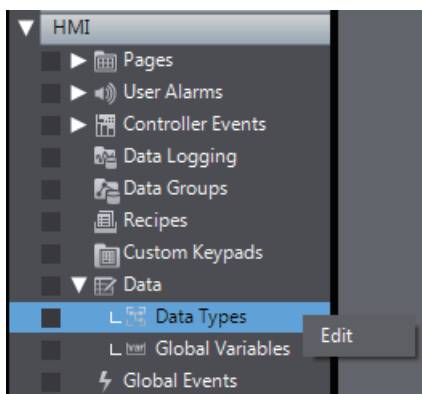 HMI
Pages
User Alarms
Controller Events
Data Logging
Data Groups
Recipes
Custom Keypads
Data
Data Types
Edit
Global Variables
Global Events